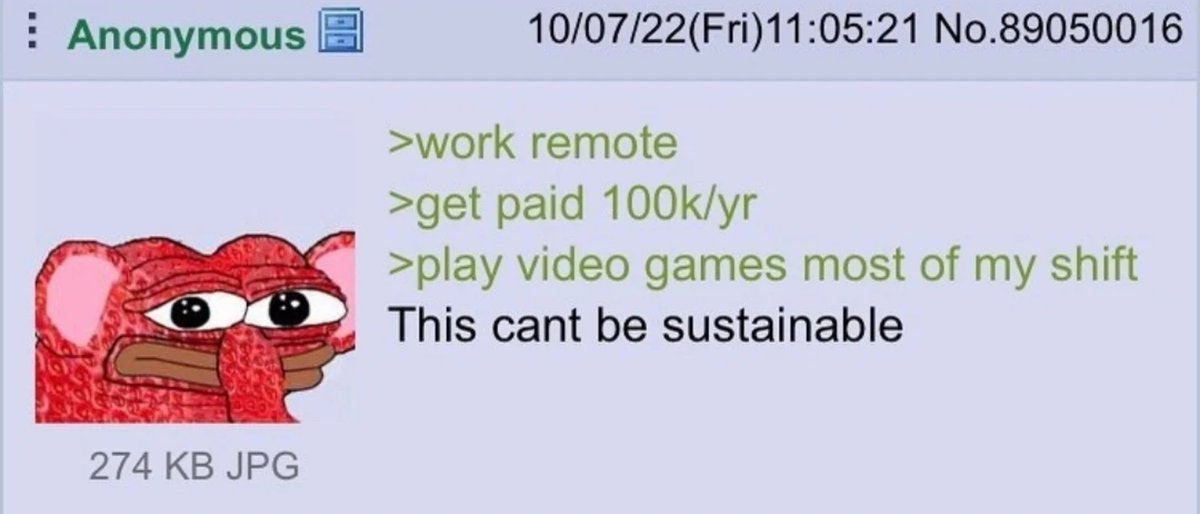 Anonymous 10/07/22(Fri)11:05:21 No.89050016
>work remote
>get paid 100k/yr
>play video games most of my shift
This cant be sustainable
274 KB JPG